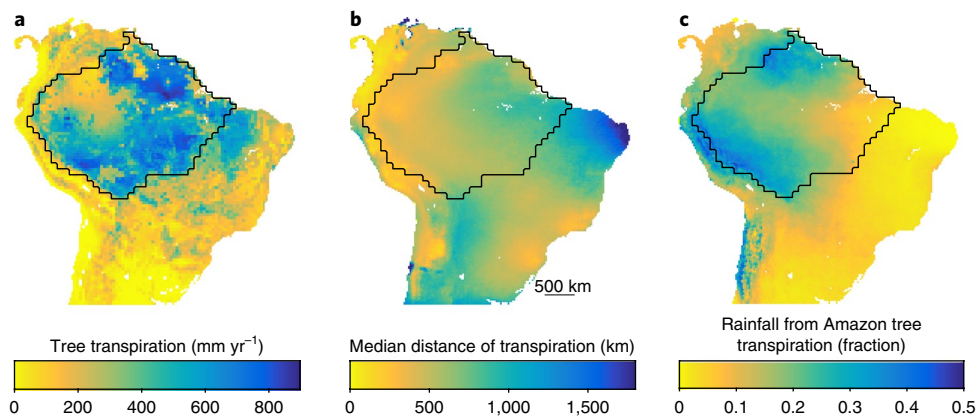 a
b
c
500 km
Tree transpiration (mm yr⁻¹)
0 200 400 600 800
Median distance of transpiration (km)
0 500 1,000 1,500
Rainfall from Amazon tree
transpiration (fraction)
0 0.1 0.2 0.3 0.4 0.5